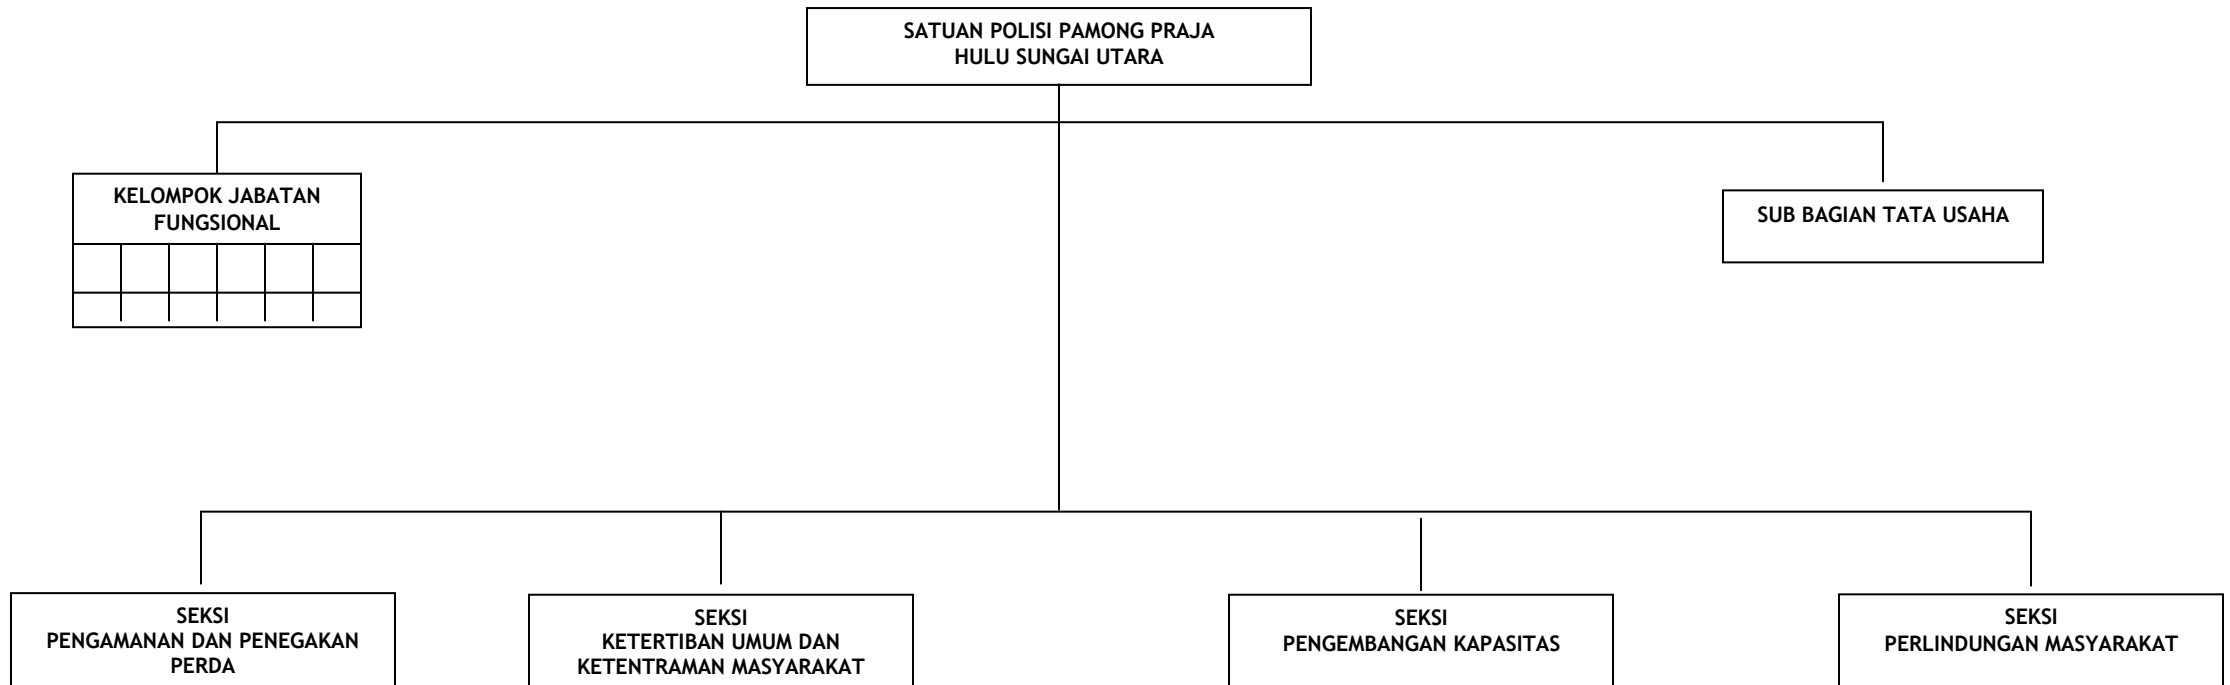 SATUAN POLISI PAMONG PRAJA
HULU SUNGAI UTARA
KELOMPOK JABATAN
FUNGSIONAL
SUB BAGIAN TATA USAHA
SEKSI
PENGAMANAN DAN PENEGAKAN
PERDA
SEKSI
KETERTIBAN UMUM DAN
KETENTRAMAN MASYARAKAT
SEKSI
PENGEMBANGAN KAPASITAS
SEKSI
PERLINDUNGAN MASYARAKAT